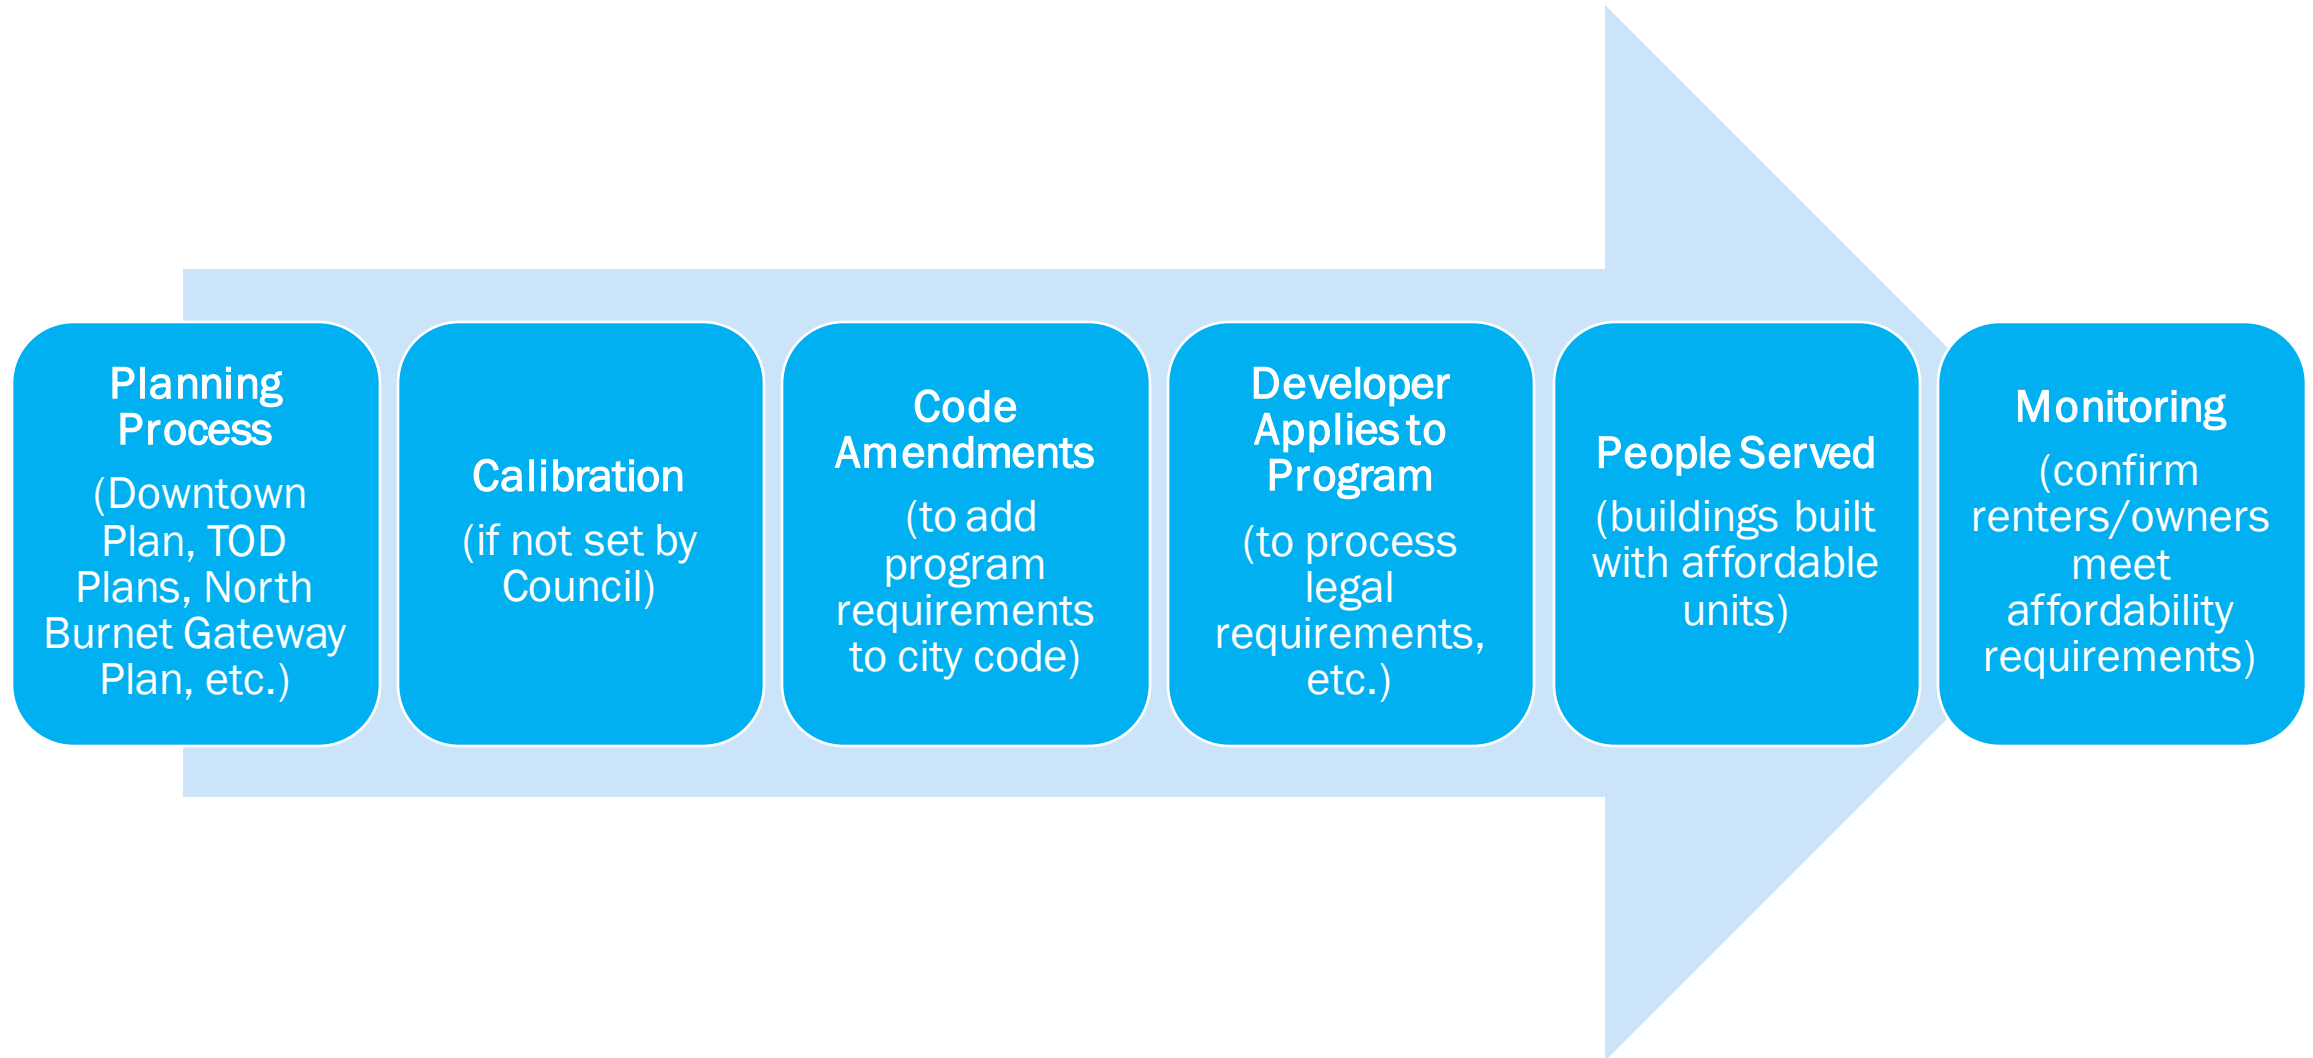 Planning
Process
(Downtown
Plan, TOD
Plans, North
Burnet Gateway
Plan, etc.)
Calibration
(if not set by
Council)
Code
Amendments
(to add
program
requirements
to city code)
Developer
Applies to
Program
(to process
legal
requirements,
etc.)
People Served
(buildings built
with affordable
units)
Monitoring
(confirm
renters/owners
meet
affordability
requirements)